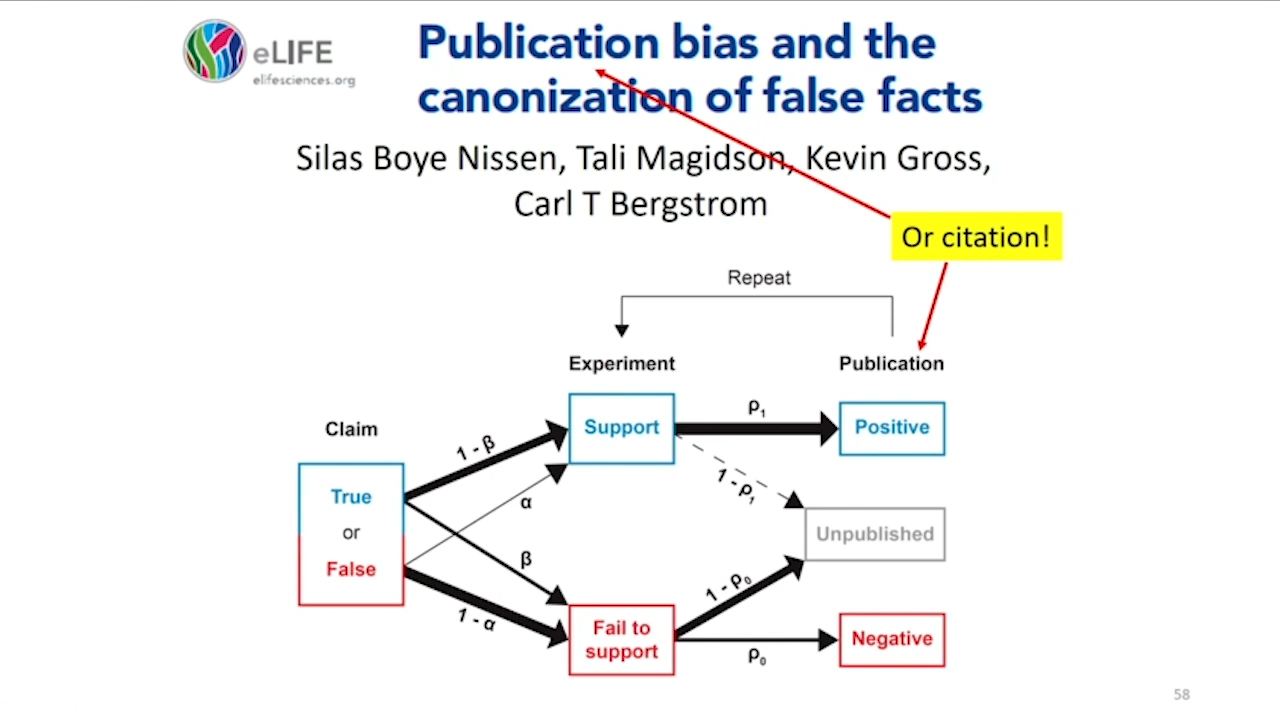 eLIFE
elifesciences.org
Publication bias and the
canonization of false facts
Silas Boye Nissen, Tali Magidson, Kevin Gross,
Carl T Bergstrom
Or citation!
Repeat
Experiment
Publication
Claim
True
or
False
1 - β
α
β
1 - α
Support
Fail to
support
ρ₁
1 - ρ₁
1 - ρ₀
ρ₀
Positive
Unpublished
Negative
58